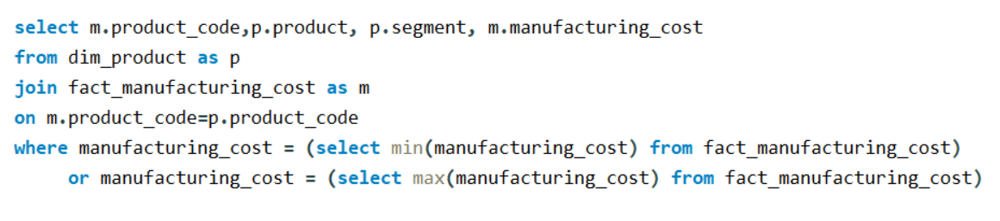 select m.product_code,p.product, p.segment, m.manufacturing_cost
from dim_product as p
join fact_manufacturing_cost as m
on m.product_code=p.product_code
where manufacturing_cost = (select min(manufacturing_cost) from fact_manufacturing_cost)
or manufacturing_cost = (select max(manufacturing_cost) from fact_manufacturing_cost)